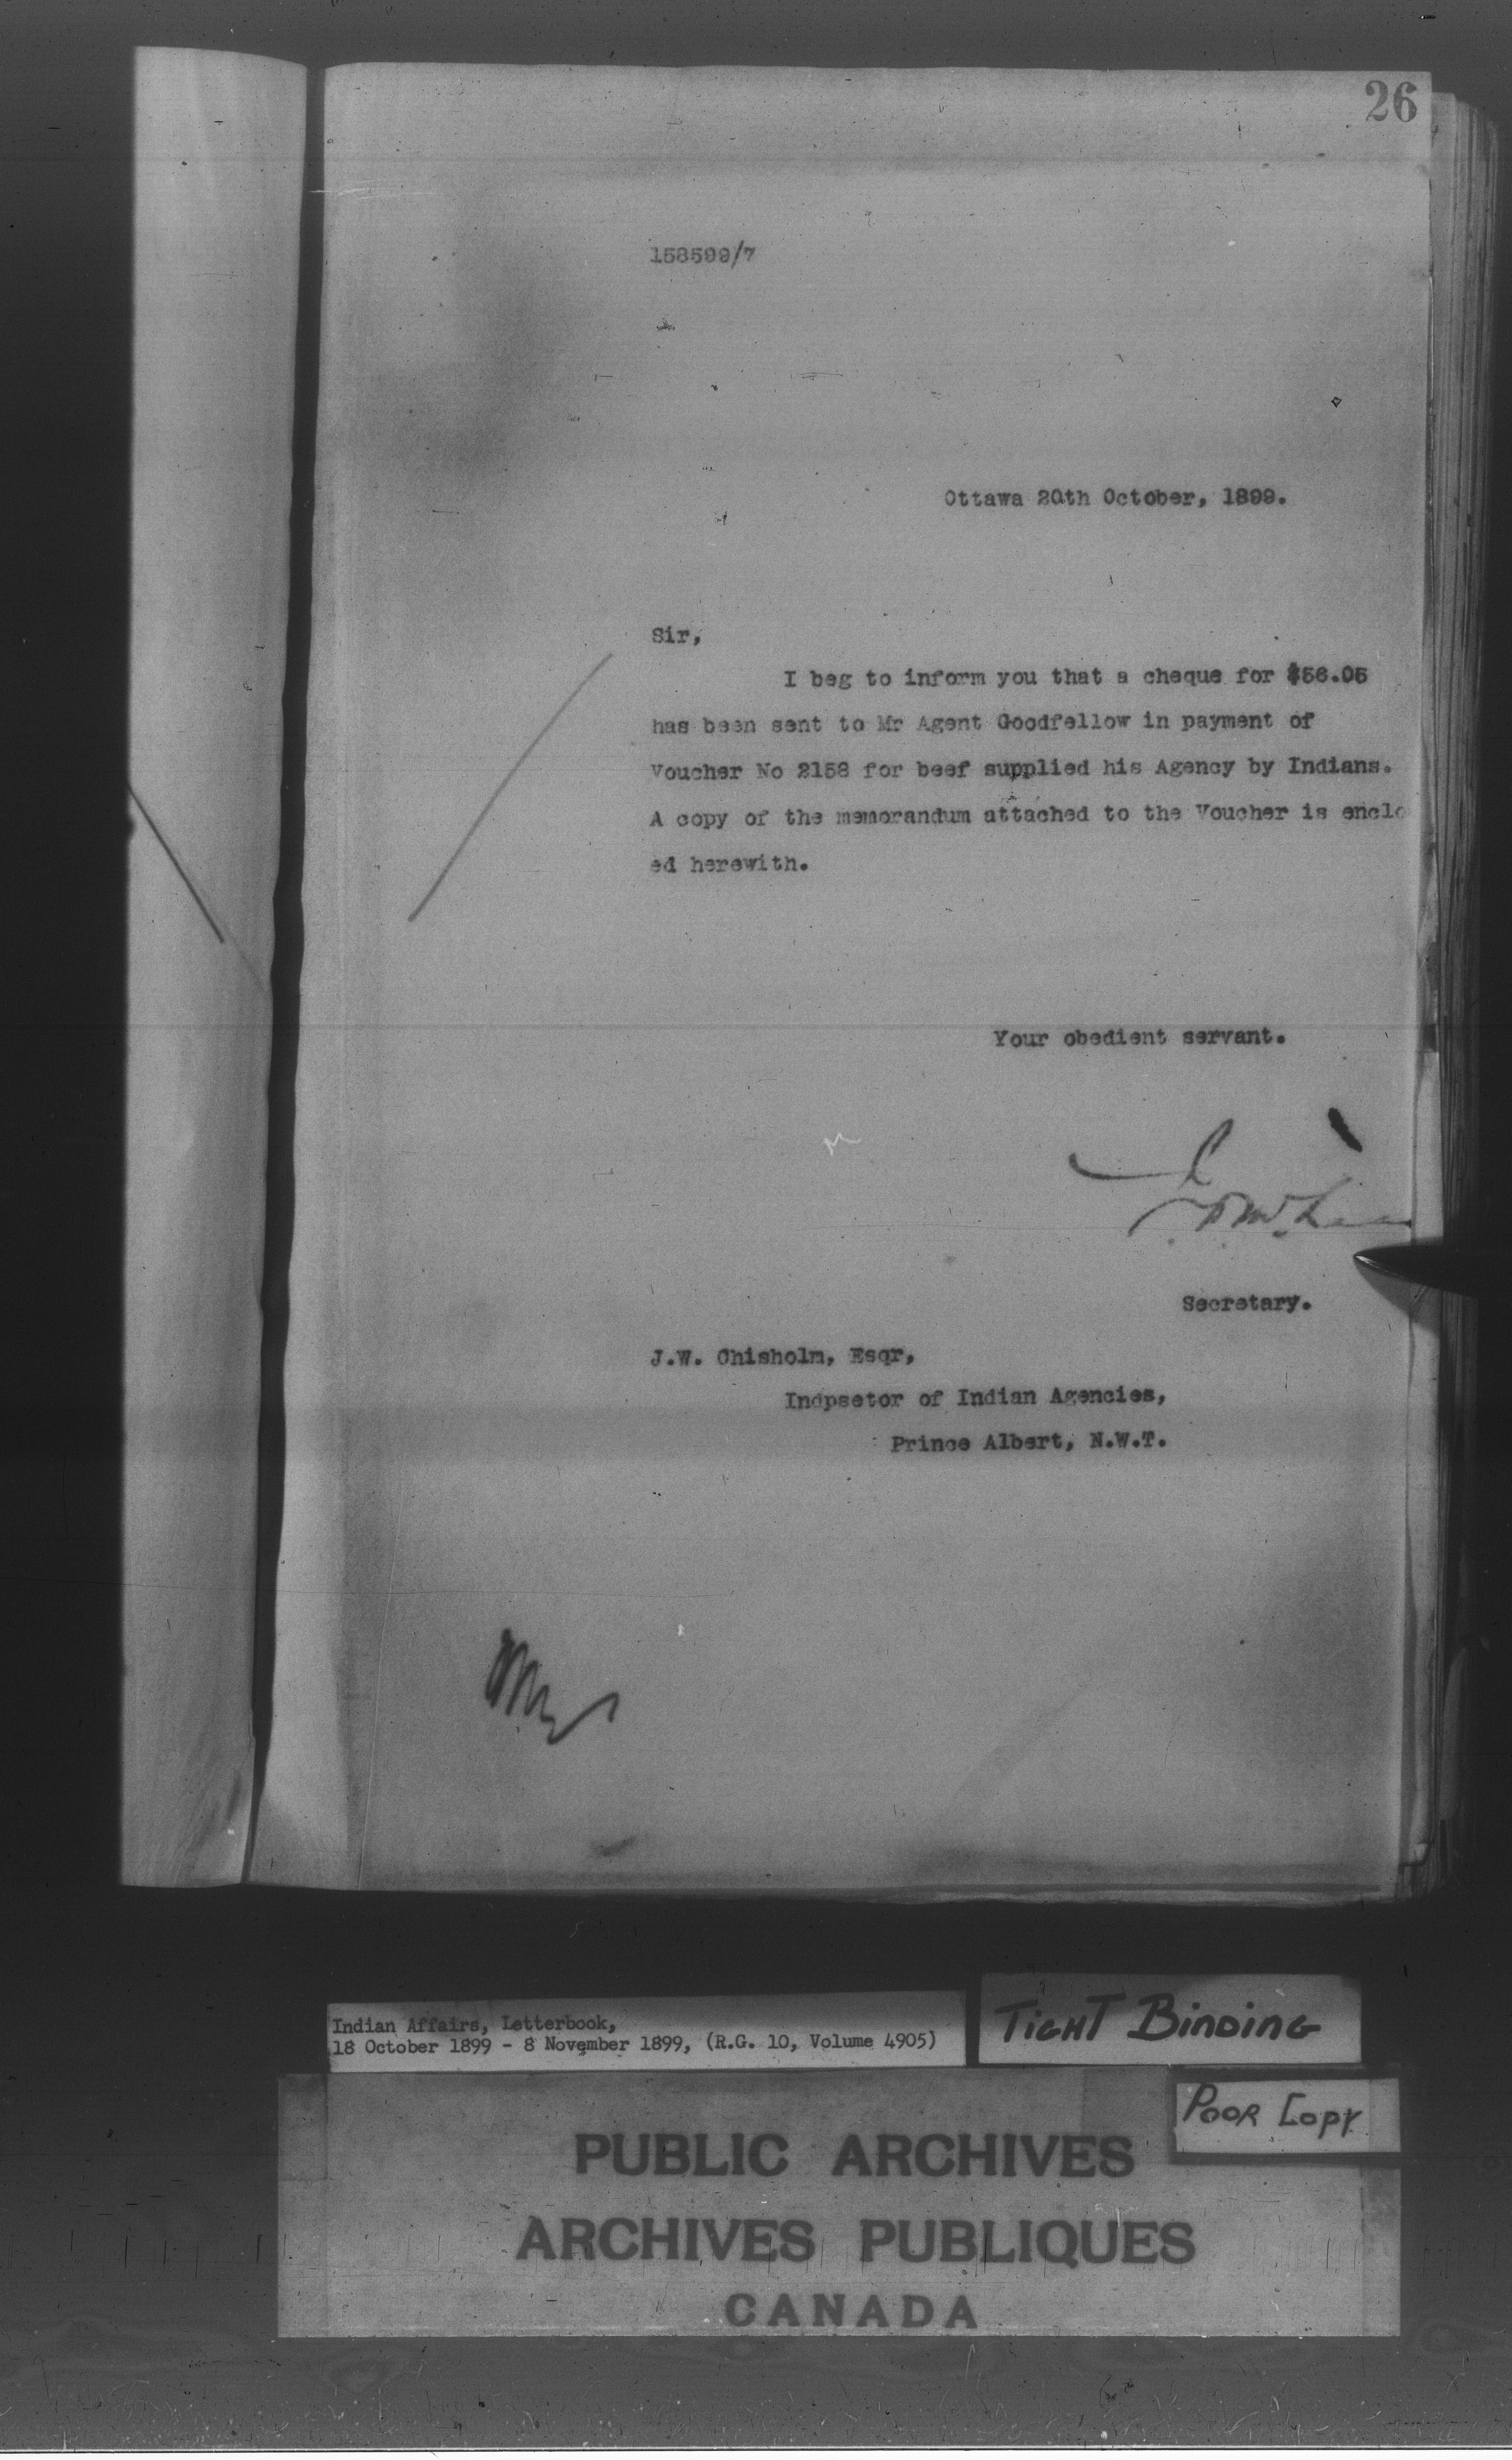 26
158599/7
Ottawa 20th October, 1899.
Sir,
I beg to inform you that a cheque for $56.05
has been sent to Mr Agent Goodfellow in payment of
Voucher No 2158 for beef supplied his Agency by Indians.
A copy of the memorandum attached to the Voucher is enclo
ed herewith.
Your obedient servant.
Secretary.
J.W. Chisholm, Esqr,
Indpsetor of Indian Agencies,
Prince Albert, N.W.T.
Indian Affairs, Letterbook,
18 October 1899 - 8 November 1899, (R.G. 10, Volume 4905)
TIGHT BINDING
POOR COPY
PUBLIC ARCHIVES
ARCHIVES PUBLIQUES
CANADA